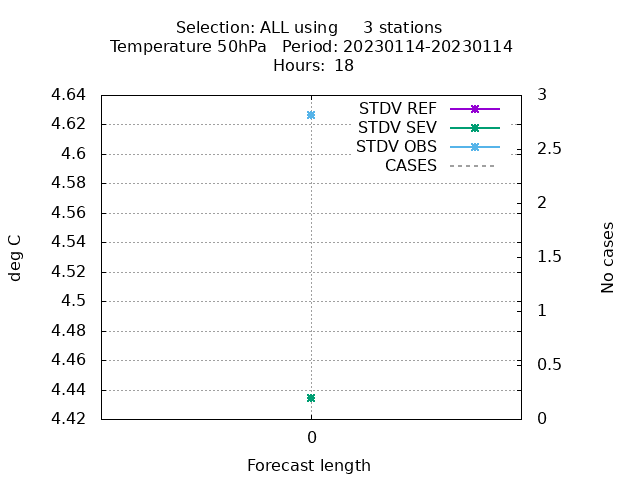 Selection: ALL using     3 stations
Temperature 50hPa   Period: 20230114-20230114
Hours: 18
4.64
4.62
4.6
4.58
4.56
4.54
4.52
4.5
4.48
4.46
4.44
4.42
deg C
STDV REF
STDV SEV
STDV OBS
CASES
3
2.5
2
1.5
1
0.5
0
No cases
0
Forecast length